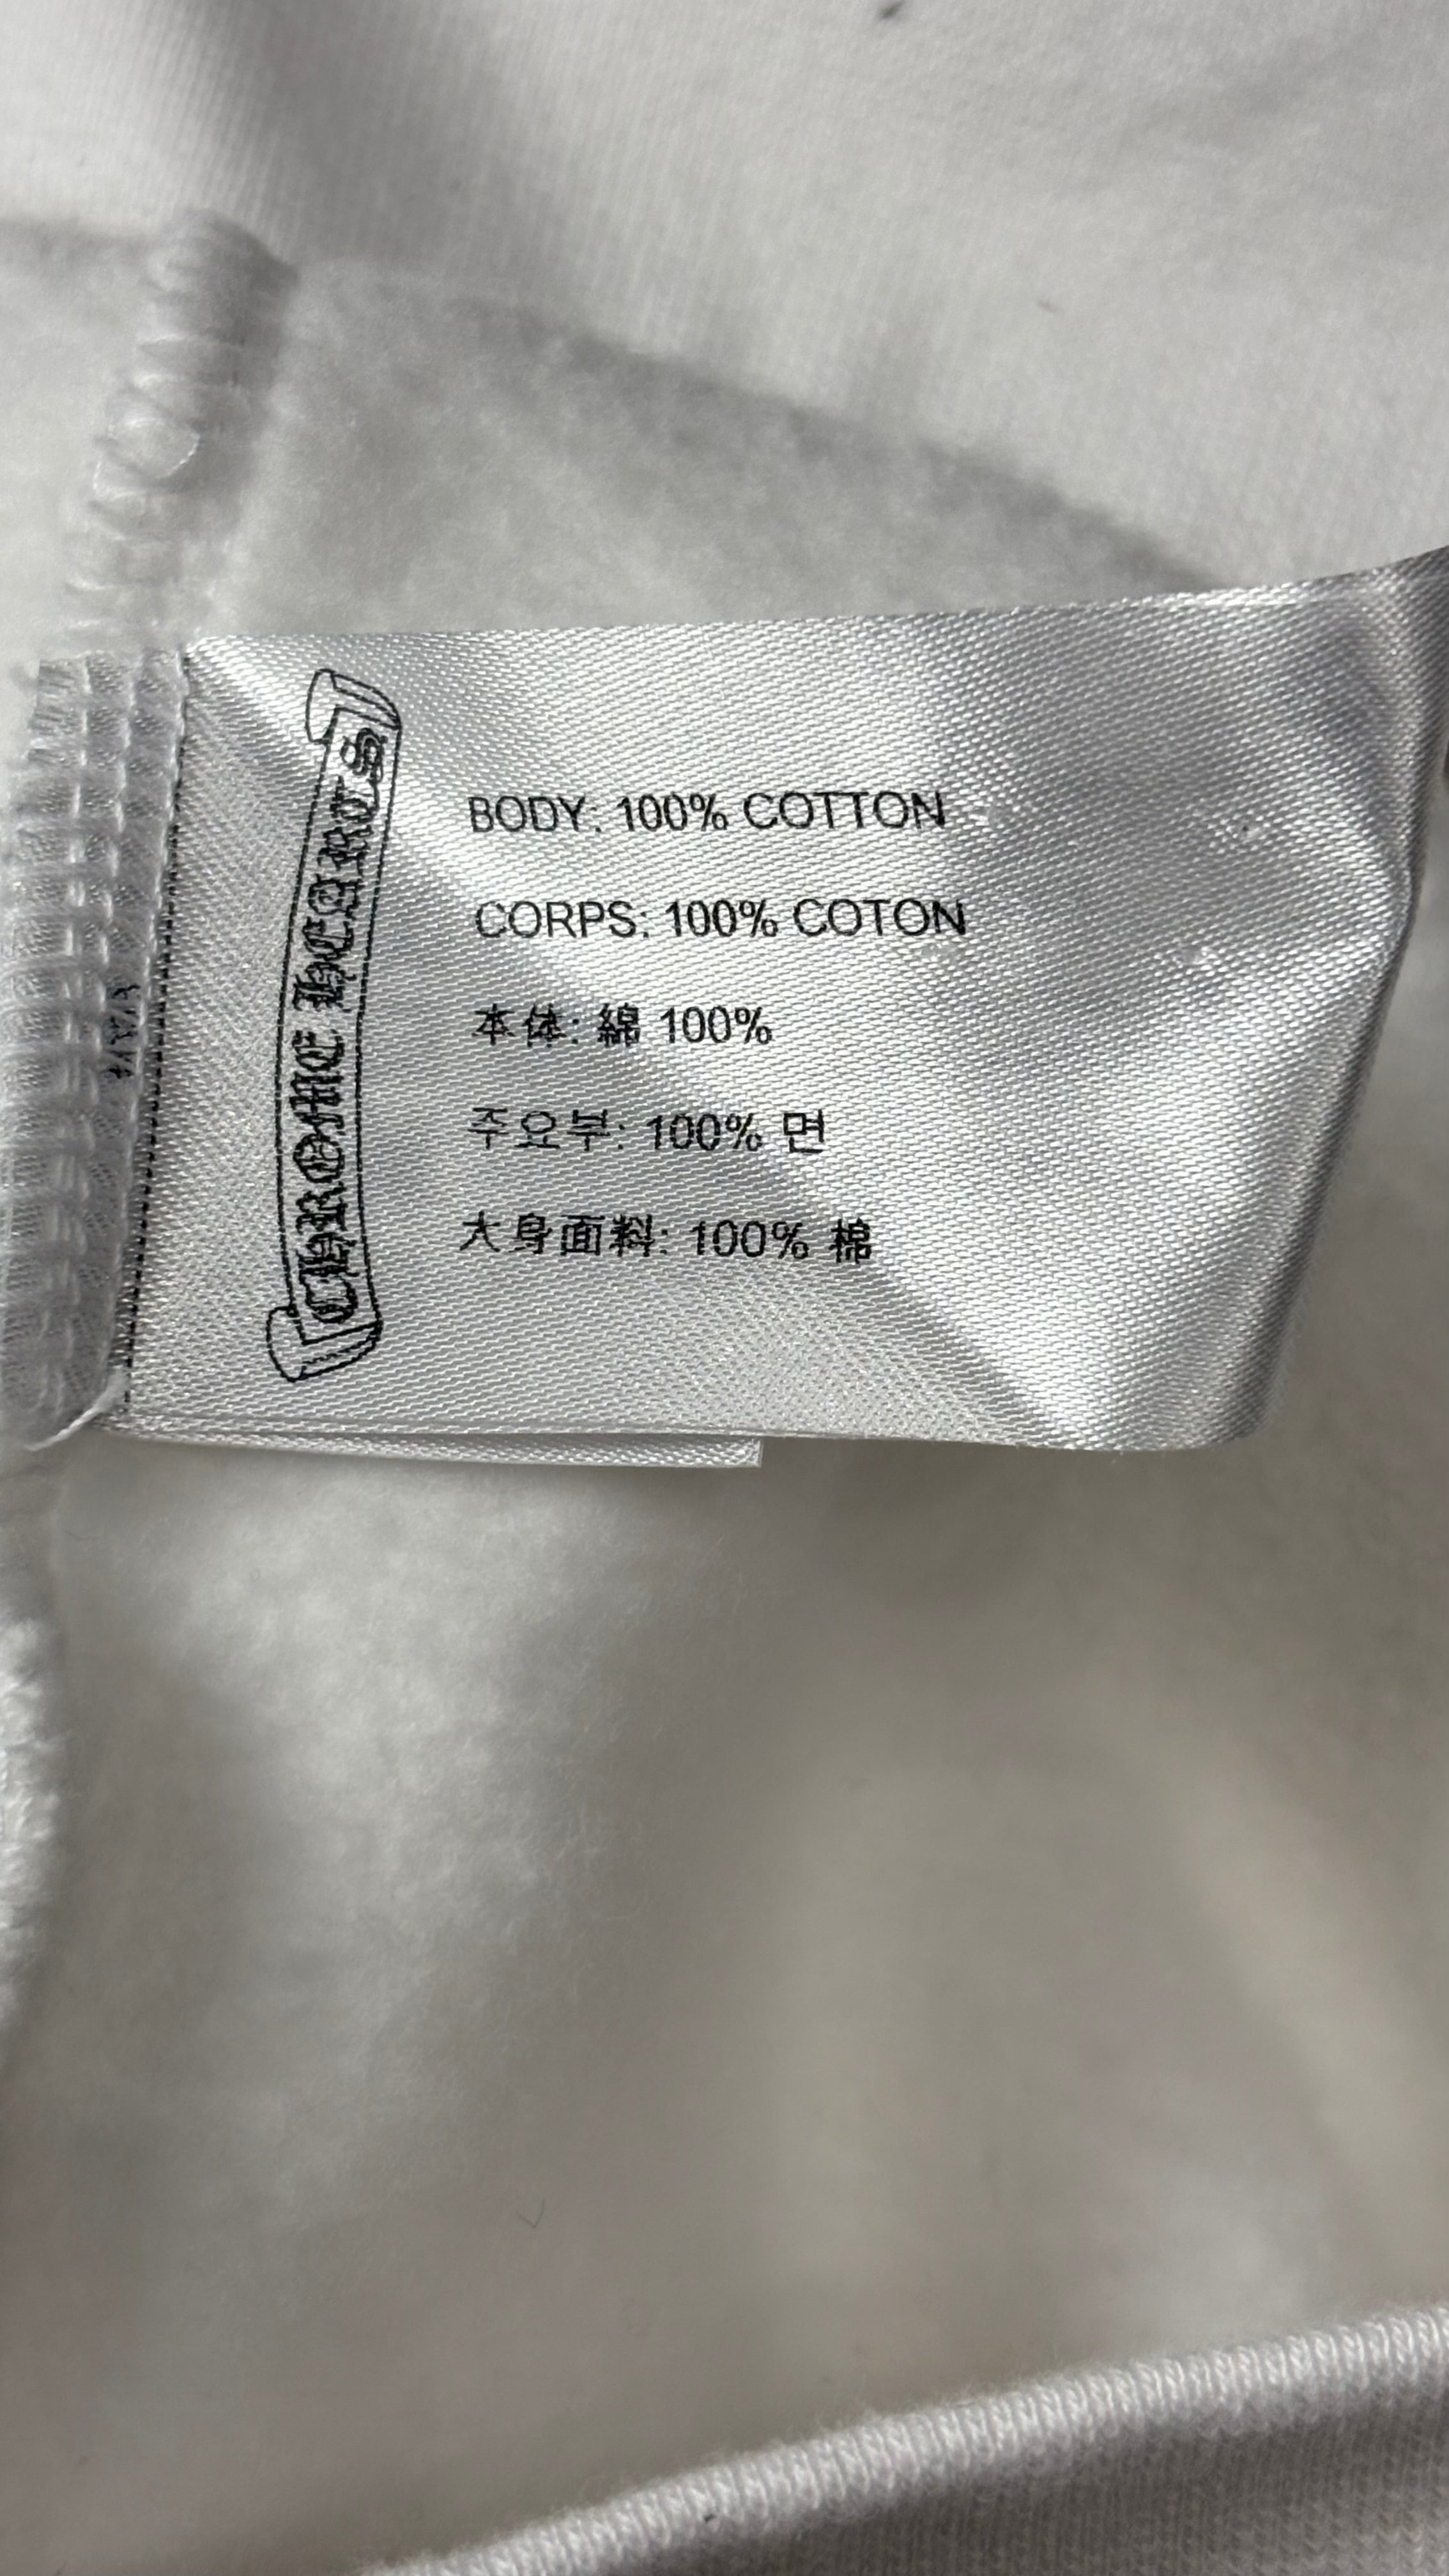 CHROME HEARTS
BODY: 100% COTTON
CORPS: 100% COTON
本体: 綿 100%
주요부: 100% 면
大身面料: 100% 棉